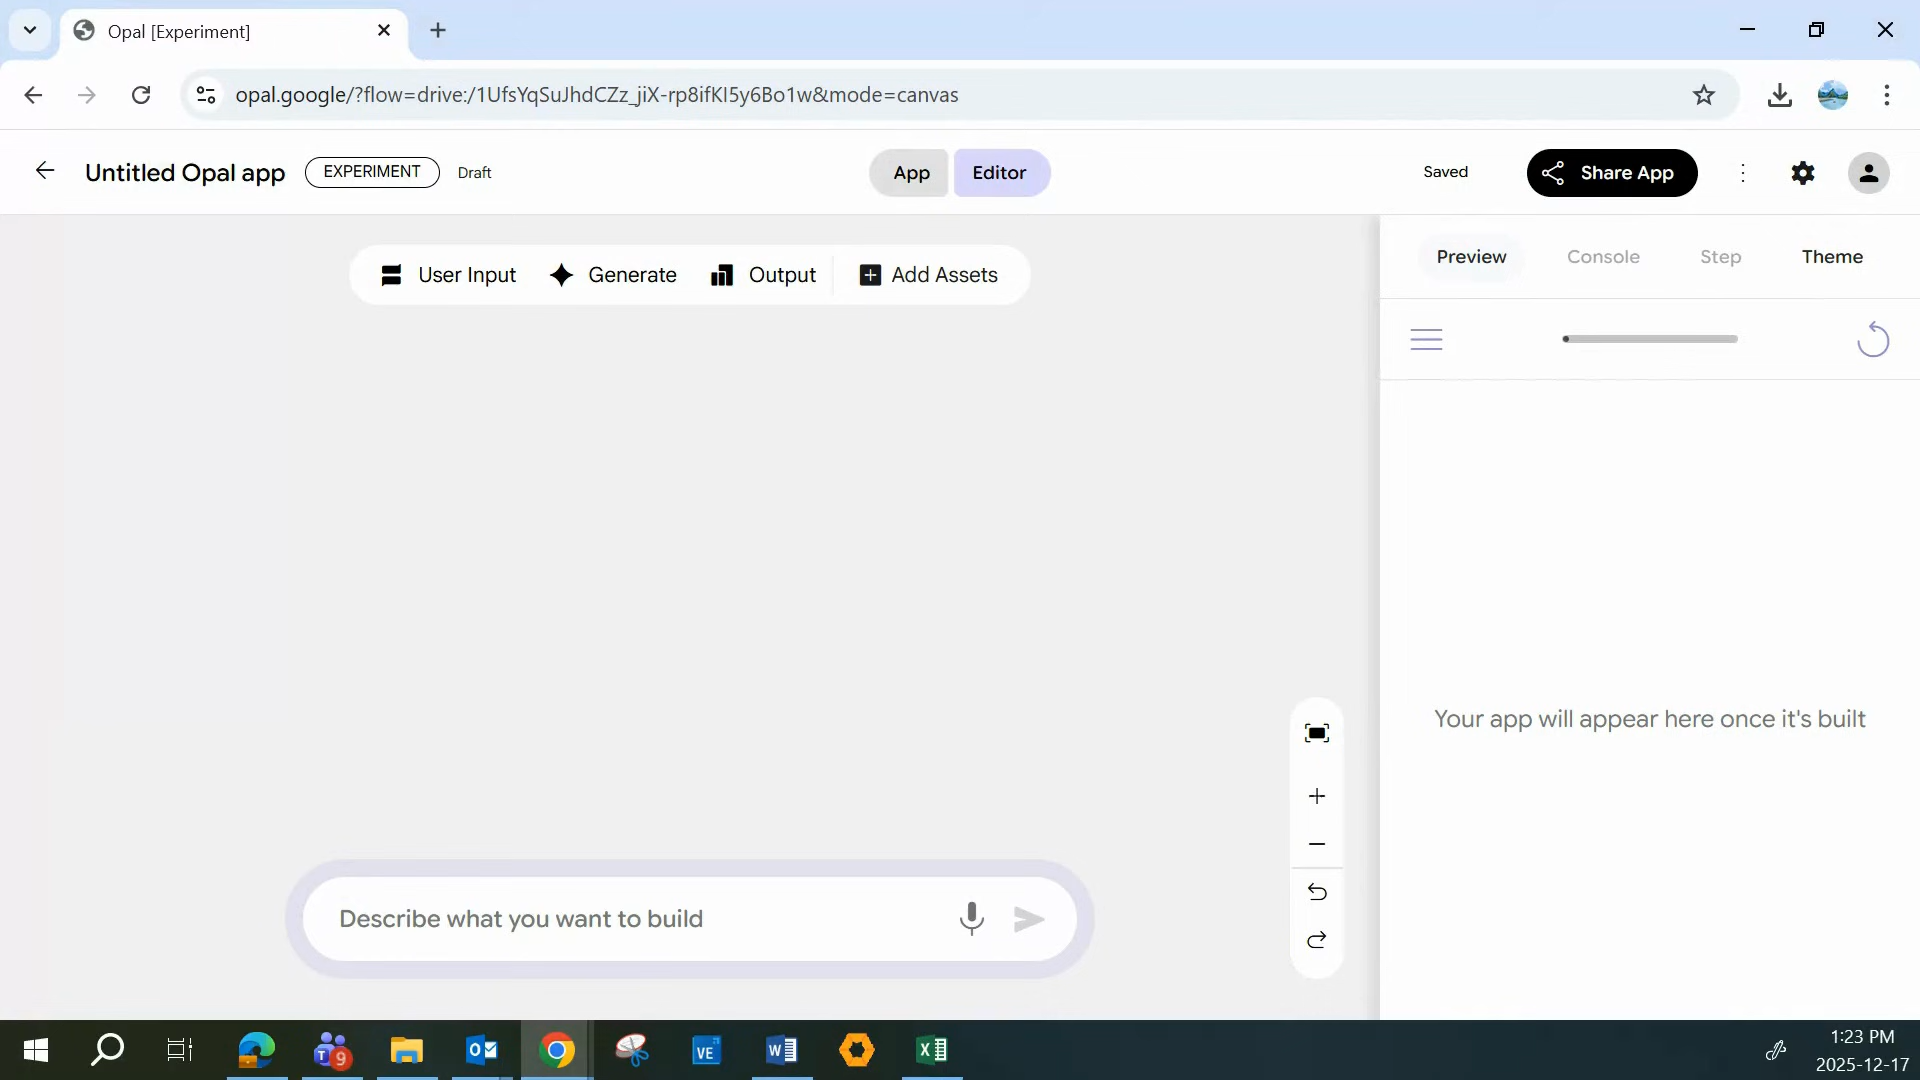 Opal [Experiment]
opal.google/?flow=drive:/1UfsYqSuJhdCZz_jiX-rp8ifKI5y6Bo1w&mode=canvas
Untitled Opal app
EXPERIMENT
Draft
App
Editor
Saved
Share App
User Input
Generate
Output
Add Assets
Preview
Console
Step
Theme
Your app will appear here once it's built
Describe what you want to build
T
9
O
VE
W
X
1:23 PM
2025-12-17